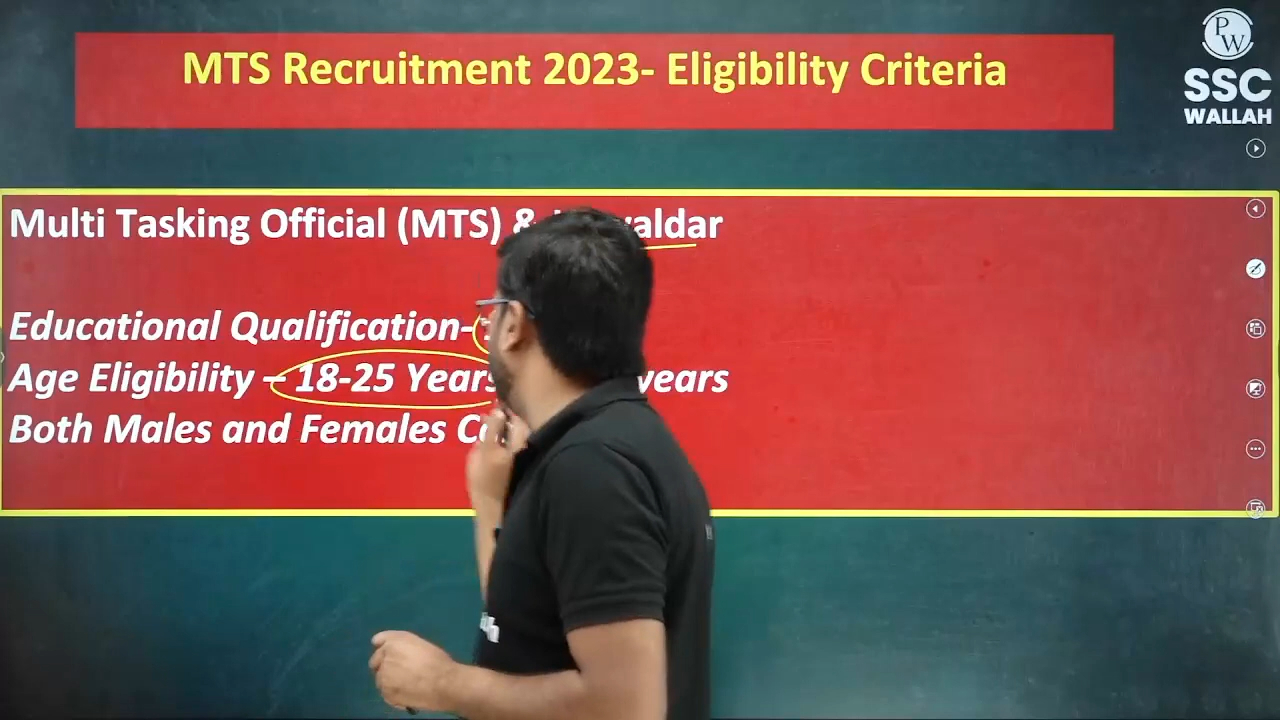 MTS Recruitment 2023- Eligibility Criteria
PW
SSC
WALLAH
Multi Tasking Official (MTS) &
Educational Qualification-
Age Eligibility – 18-25 Years years
Both Males and Females